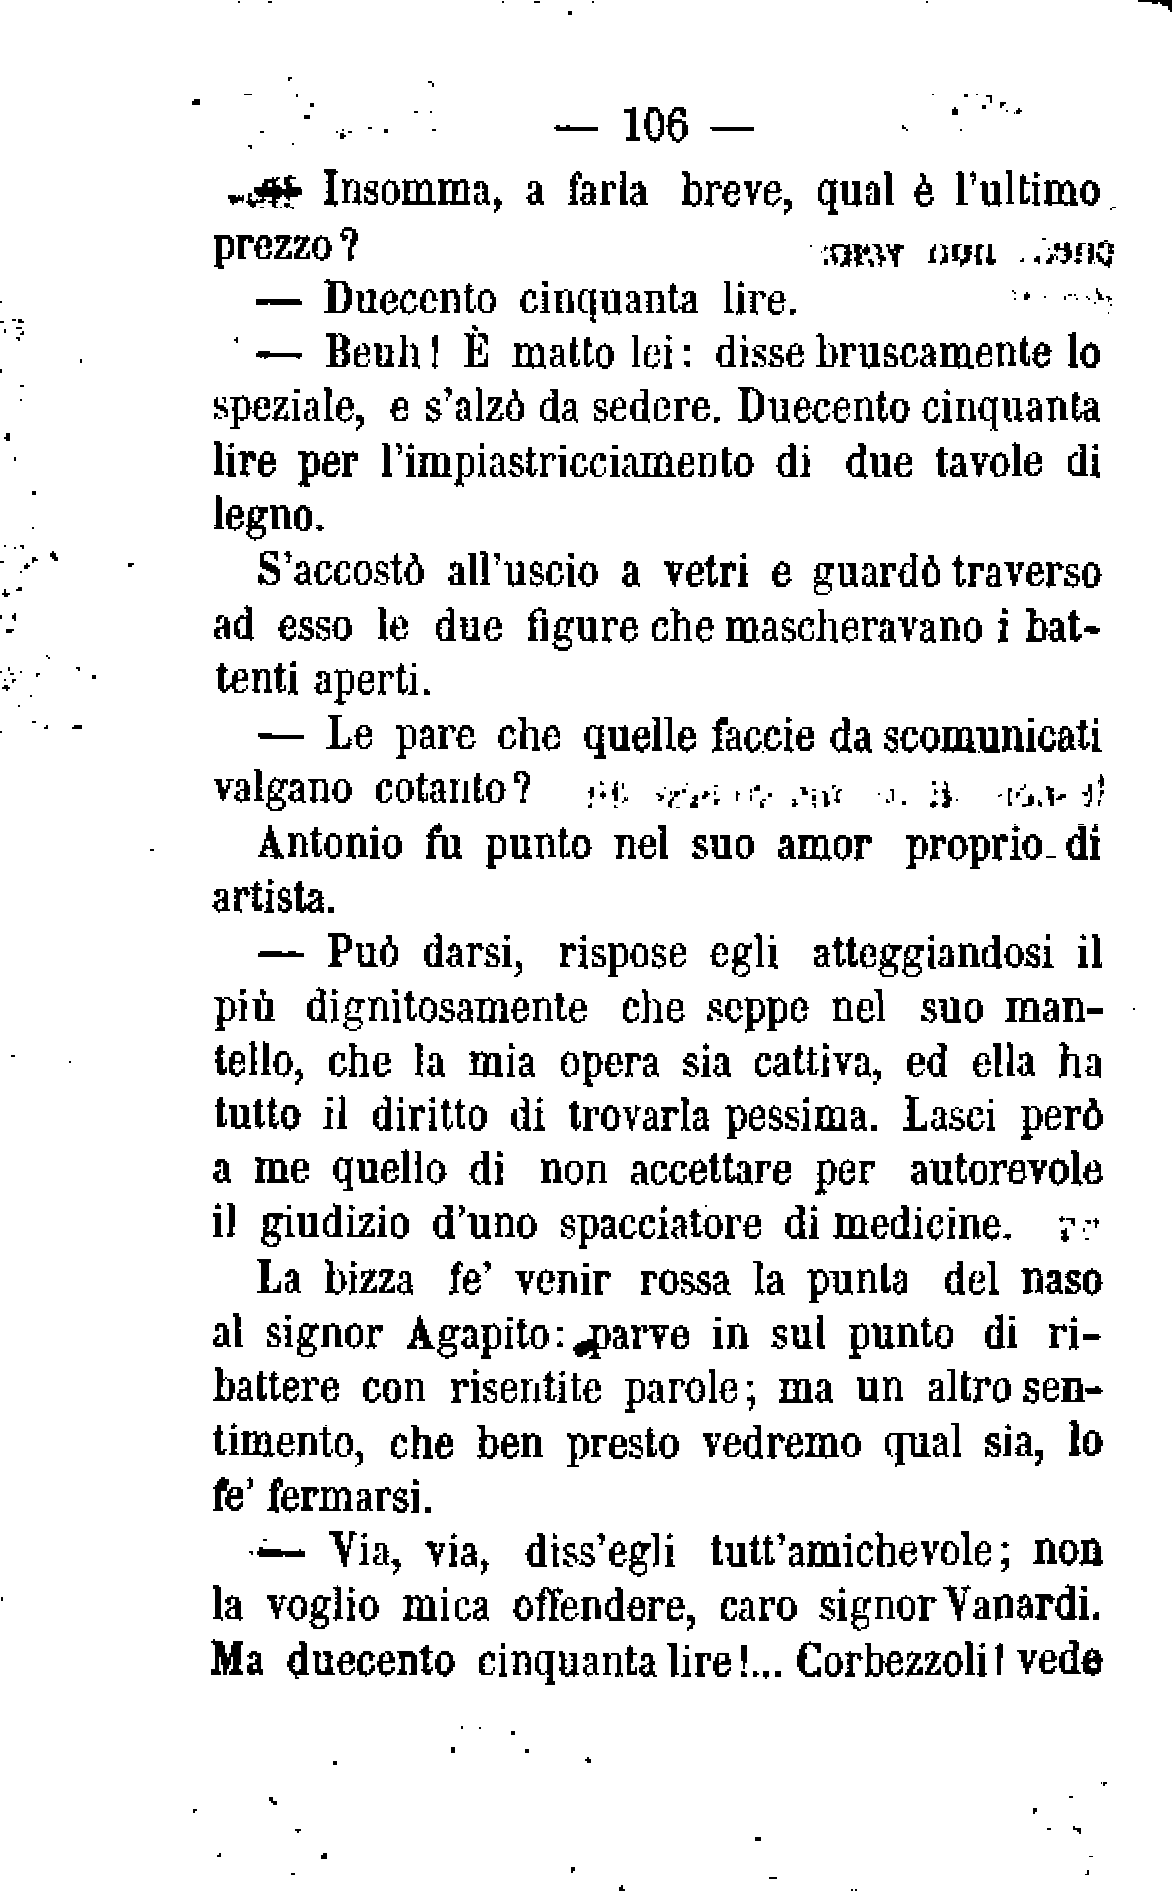 — 106 —
— Insomma, a farla breve, qual è l'ultimo
prezzo?
— Duecento cinquanta lire.
— Beuh! È matto lei: disse bruscamente lo
speziale, e s'alzò da sedere. Duecento cinquanta
lire per l'impiastricciamento di due tavole di
legno.
S'accostò all'uscio a vetri e guardò traverso
ad esso le due figure che mascheravano i bat-
tenti aperti.
— Le pare che quelle faccie da scomunicati
valgano cotanto?
Antonio fu punto nel suo amor proprio di
artista.
— Può darsi, rispose egli atteggiandosi il
più dignitosamente che seppe nel suo man-
tello, che la mia opera sia cattiva, ed ella ha
tutto il diritto di trovarla pessima. Lasci però
a me quello di non accettare per autorevole
il giudizio d'uno spacciatore di medicine.
La bizza fe' venir rossa la punta del naso
al signor Agapito: parve in sul punto di ri-
battere con risentite parole; ma un altro sen-
timento, che ben presto vedremo qual sia, lo
fe' fermarsi.
— Via, via, diss'egli tutt'amichevole; non
la voglio mica offendere, caro signor Vanardi.
Ma duecento cinquanta lire!... Corbezzoli! vede